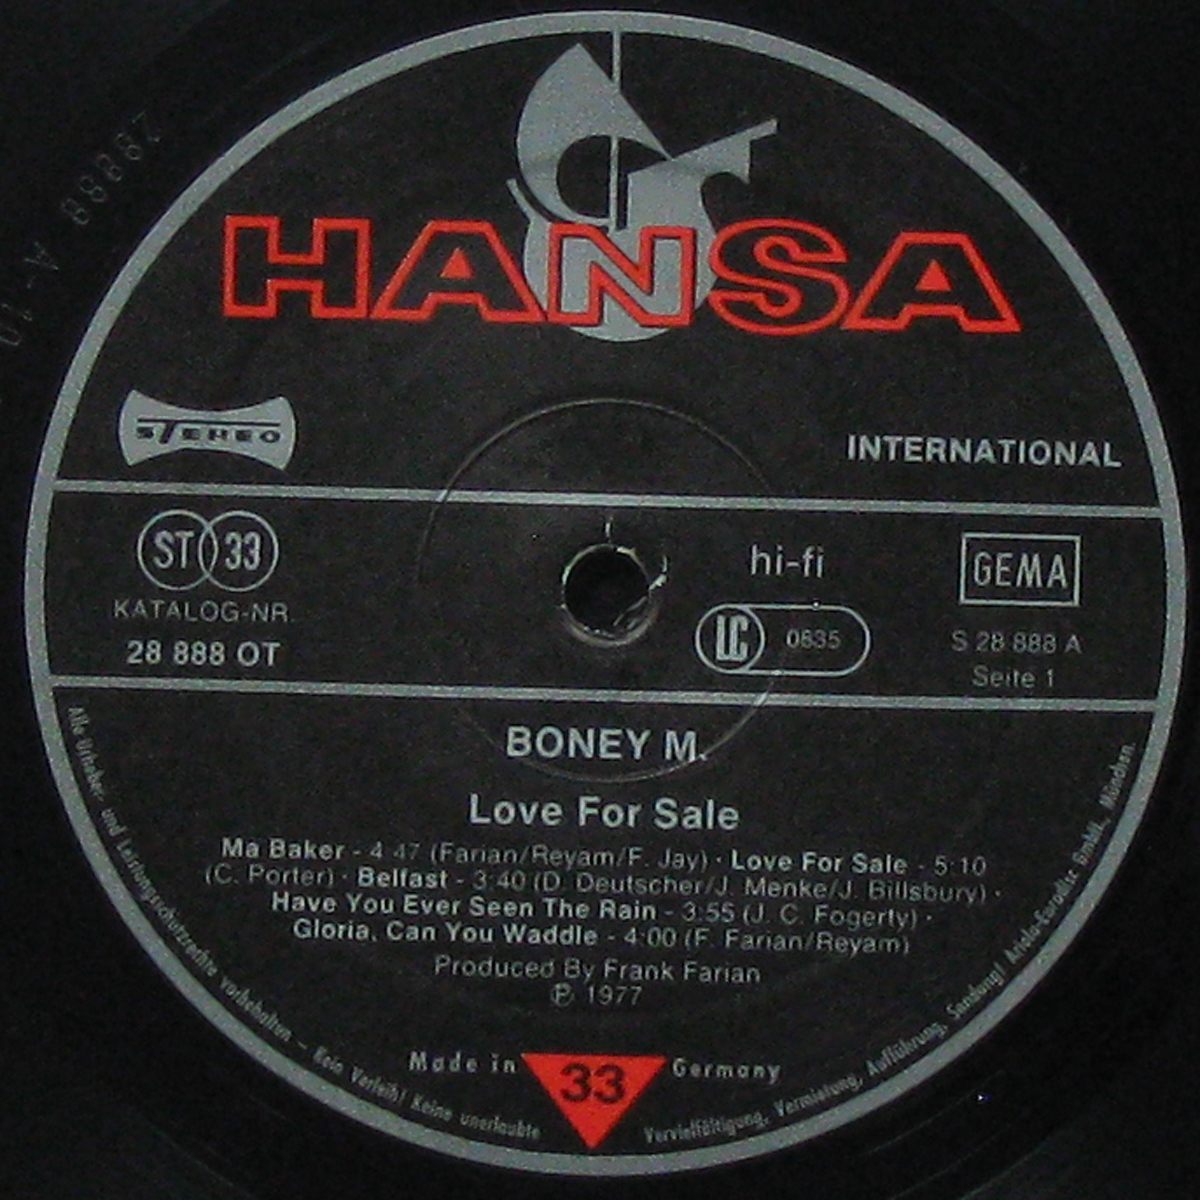 28888 A-10
HANSA
STEREO
INTERNATIONAL
ST 33
KATALOG-NR.
28 888 OT
hi-fi
LC 0835
GEMA
S 28 888 A
Seite 1
BONEY M.
Love For Sale
Ma Baker - 4:47 (Farian/Reyam/F. Jay) · Love For Sale - 5:10
(C. Porter) · Belfast - 3:40 (D. Deutscher/J. Menke/J. Billsbury) ·
Have You Ever Seen The Rain - 3:55 (J. C. Fogerty) ·
Gloria, Can You Waddle - 4:00 (F. Farian/Reyam)
Produced By Frank Farian
℗ 1977
Made in 33 Germany
Alle Urheber- und Leistungsschutzrechte vorbehalten - Kein Verleih! Keine unerlaubte Vervielfältigung, Vermietung, Aufführung, Sendung! Ariola-Eurodisc GmbH., München.